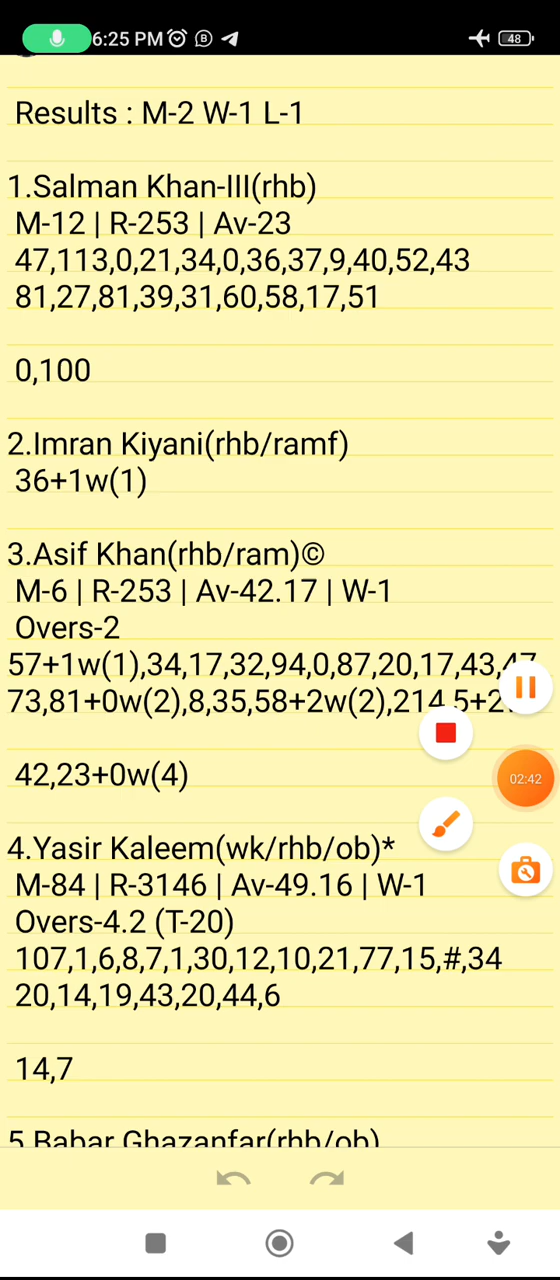 6:25 PM
48
Results : M-2 W-1 L-1
1.Salman Khan-III(rhb)
M-12 | R-253 | Av-23
47,113,0,21,34,0,36,37,9,40,52,43
81,27,81,39,31,60,58,17,51
0,100
2.Imran Kiyani(rhb/ramf)
36+1w(1)
3.Asif Khan(rhb/ram)©
M-6 | R-253 | Av-42.17 | W-1
Overs-2
57+1w(1),34,17,32,94,0,87,20,17,43,47
73,81+0w(2),8,35,58+2w(2),214,5+2
02:42
42,23+0w(4)
4.Yasir Kaleem(wk/rhb/ob)*
M-84 | R-3146 | Av-49.16 | W-1
Overs-4.2 (T-20)
107,1,6,8,7,1,30,12,10,21,77,15,#,34
20,14,19,43,20,44,6
14,7
5.Babar Ghazanfar(rhb/ob)